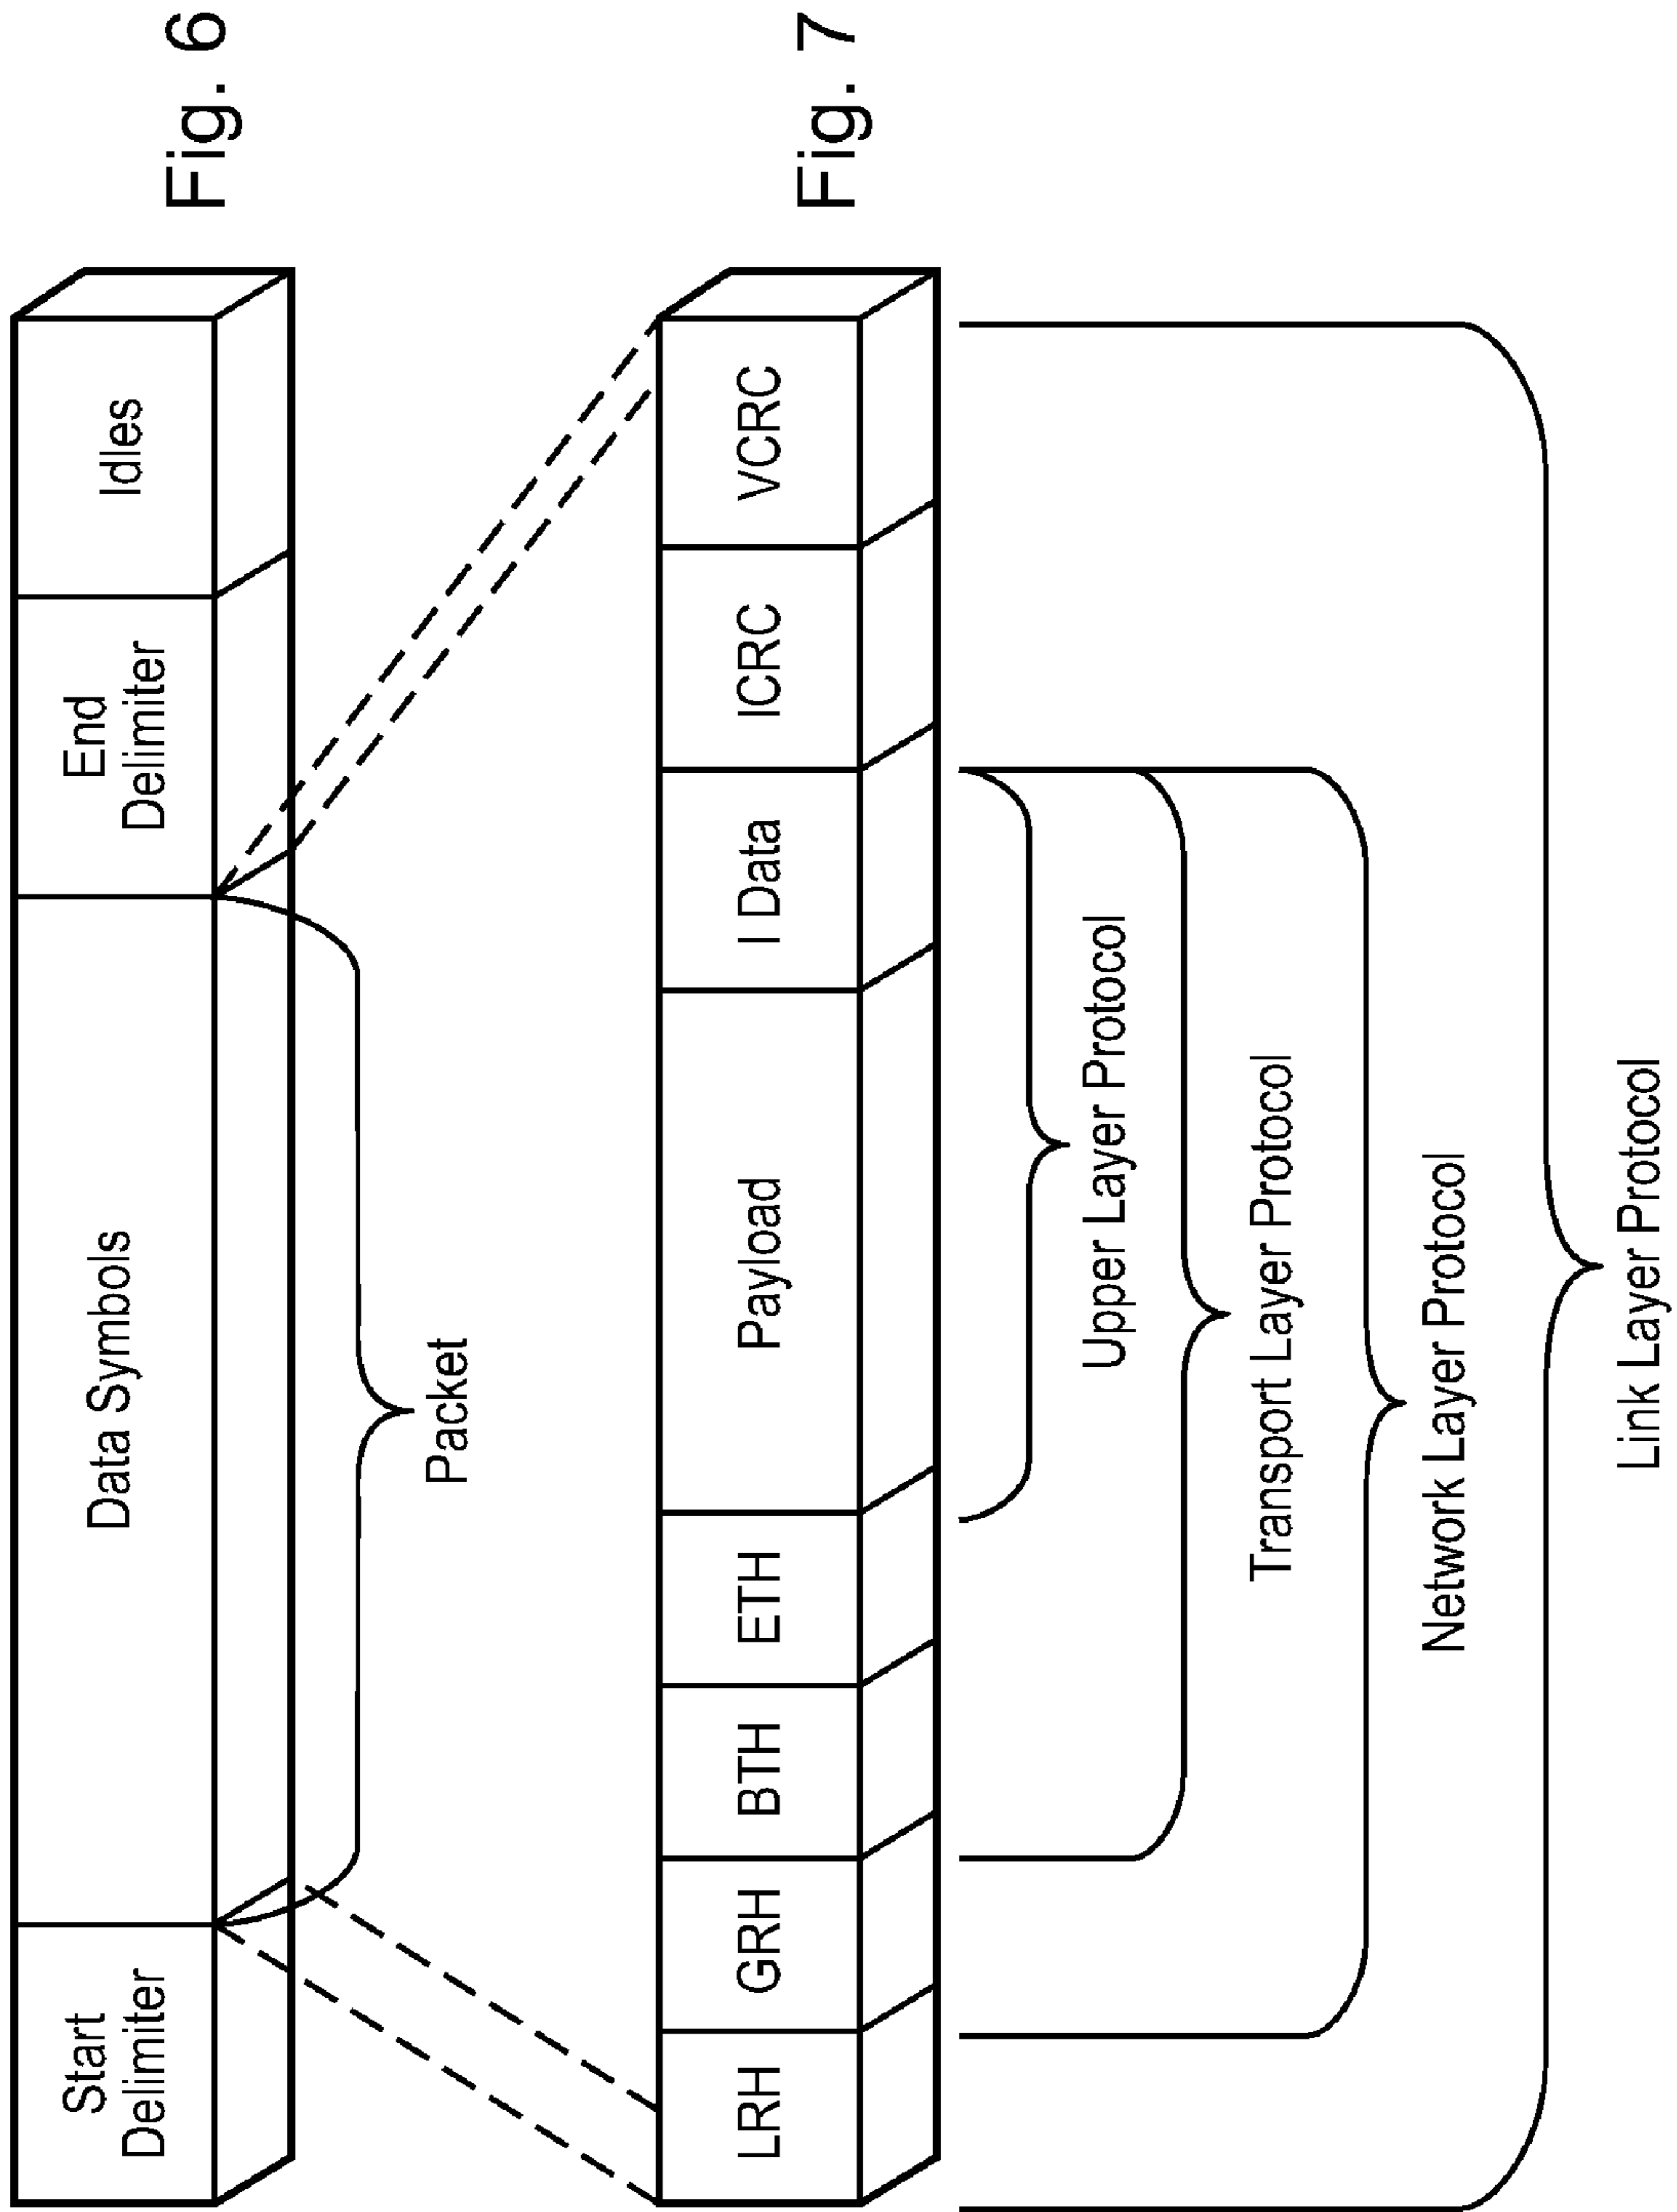 Fig. 6
Start
Delimiter
Data Symbols
End
Delimiter
Idles
Packet
Fig. 7
LRH
GRH
BTH
ETH
Payload
I Data
ICRC
VCRC
Upper Layer Protocol
Transport Layer Protocol
Network Layer Protocol
Link Layer Protocol